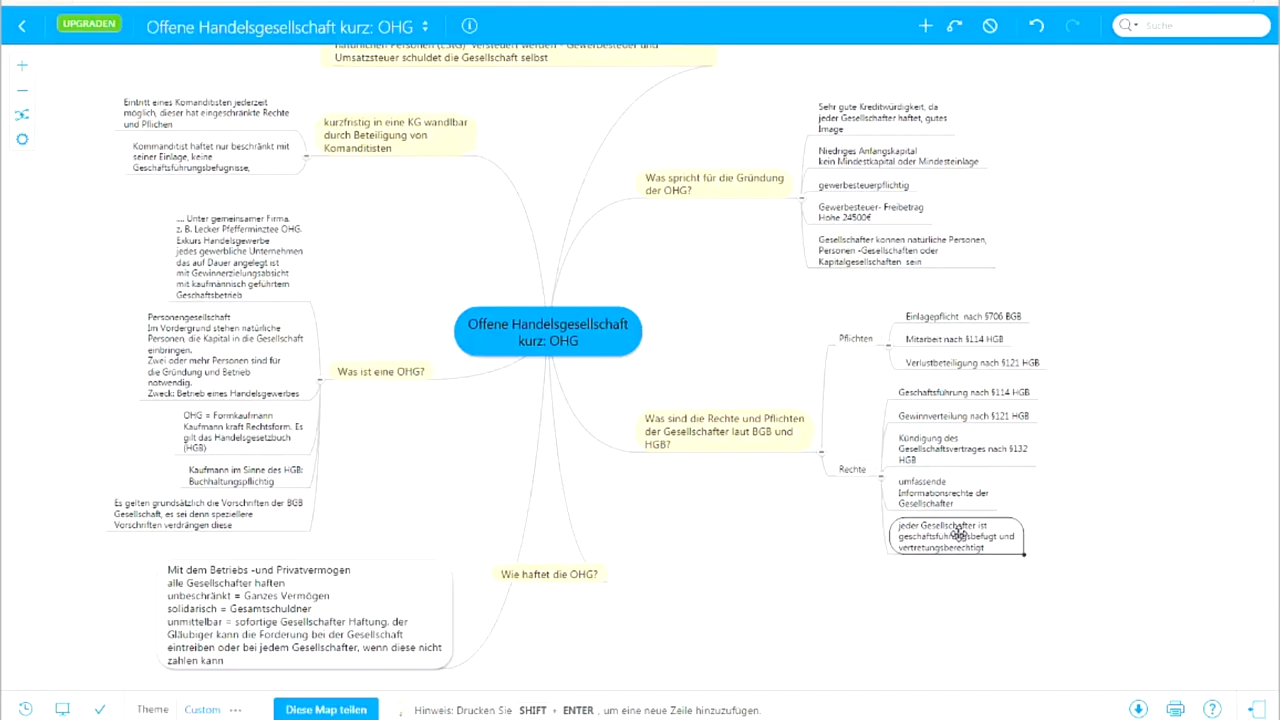 UPGRADEN
Offene Handelsgesellschaft kurz: OHG
Suche
natürlichen Personen (EStG) versteuert werden - Gewerbesteuer und
Umsatzsteuer schuldet die Gesellschaft selbst
Eintritt eines Komanditisten jederzeit
möglich, dieser hat eingeschränkte Rechte
und Pflichen
Kommanditist haftet nur beschränkt mit
seiner Einlage, keine
Geschäftsführungsbefugnisse,
kurzfristig in eine KG wandlbar
durch Beteiligung von
Komanditisten
.... Unter gemeinsamer Firma.
z. B. Lecker Pfefferminztee OHG.
Exkurs Handelsgewerbe
jedes gewerbliche Unternehmen
das auf Dauer angelegt ist
mit Gewinnerzielungsabsicht
mit kaufmännisch geführtem
Geschäftsbetrieb
Personengesellschaft
Im Vordergrund stehen natürliche
Personen, die Kapital in die Gesellschaft
einbringen.
Zwei oder mehr Personen sind für
die Gründung und Betrieb
notwendig.
Zweck: Betrieb eines Handelsgewerbes
OHG = Formkaufmann
Kaufmann kraft Rechtsform. Es
gilt das Handelsgesetzbuch
(HGB)
Kaufmann im Sinne des HGB:
Buchhaltungspflichtig
Es gelten grundsätzlich die Vorschriften der BGB
Gesellschaft, es sei denn speziellere
Vorschriften verdrängen diese
Was ist eine OHG?
Offene Handelsgesellschaft
kurz: OHG
Mit dem Betriebs -und Privatvermögen
alle Gesellschafter haften
unbeschränkt = Ganzes Vermögen
solidarisch = Gesamtschuldner
unmittelbar = sofortige Gesellschafter Haftung. der
Gläubiger kann die Forderung bei der Gesellschaft
eintreiben oder bei jedem Gesellschafter, wenn diese nicht
zahlen kann
Wie haftet die OHG?
Was spricht für die Gründung
der OHG?
Sehr gute Kreditwürdigkeit, da
jeder Gesellschafter haftet, gutes
Image
Niedriges Anfangskapital
kein Mindestkapital oder Mindesteinlage
gewerbesteuerpflichtig
Gewerbesteuer- Freibetrag
Höhe 24500€
Gesellschafter können natürliche Personen,
Personen -Gesellschaften oder
Kapitalgesellschaften sein
Was sind die Rechte und Pflichten
der Gesellschafter laut BGB und
HGB?
Pflichten
Einlagepflicht nach §706 BGB
Mitarbeit nach §114 HGB
Verlustbeteiligung nach §121 HGB
Rechte
Geschäftsführung nach §114 HGB
Gewinnverteilung nach §121 HGB
Kündigung des
Gesellschaftsvertrages nach §132
HGB
umfassende
Informationsrechte der
Gesellschafter
jeder Gesellschafter ist
geschäftsführungsbefugt und
vertretungsberechtigt
Theme
Custom
Diese Map teilen
Hinweis: Drücken Sie SHIFT + ENTER , um eine neue Zeile hinzuzufügen.